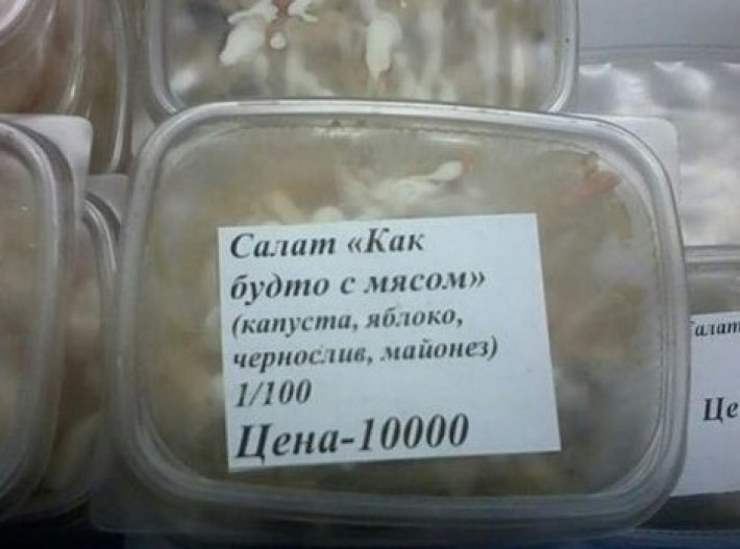 Салат «Как
будто с мясом»
(капуста, яблоко,
чернослив, майонез)
1/100
Цена-10000